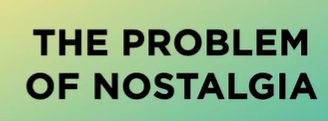 THE PROBLEM
OF NOSTALGIA